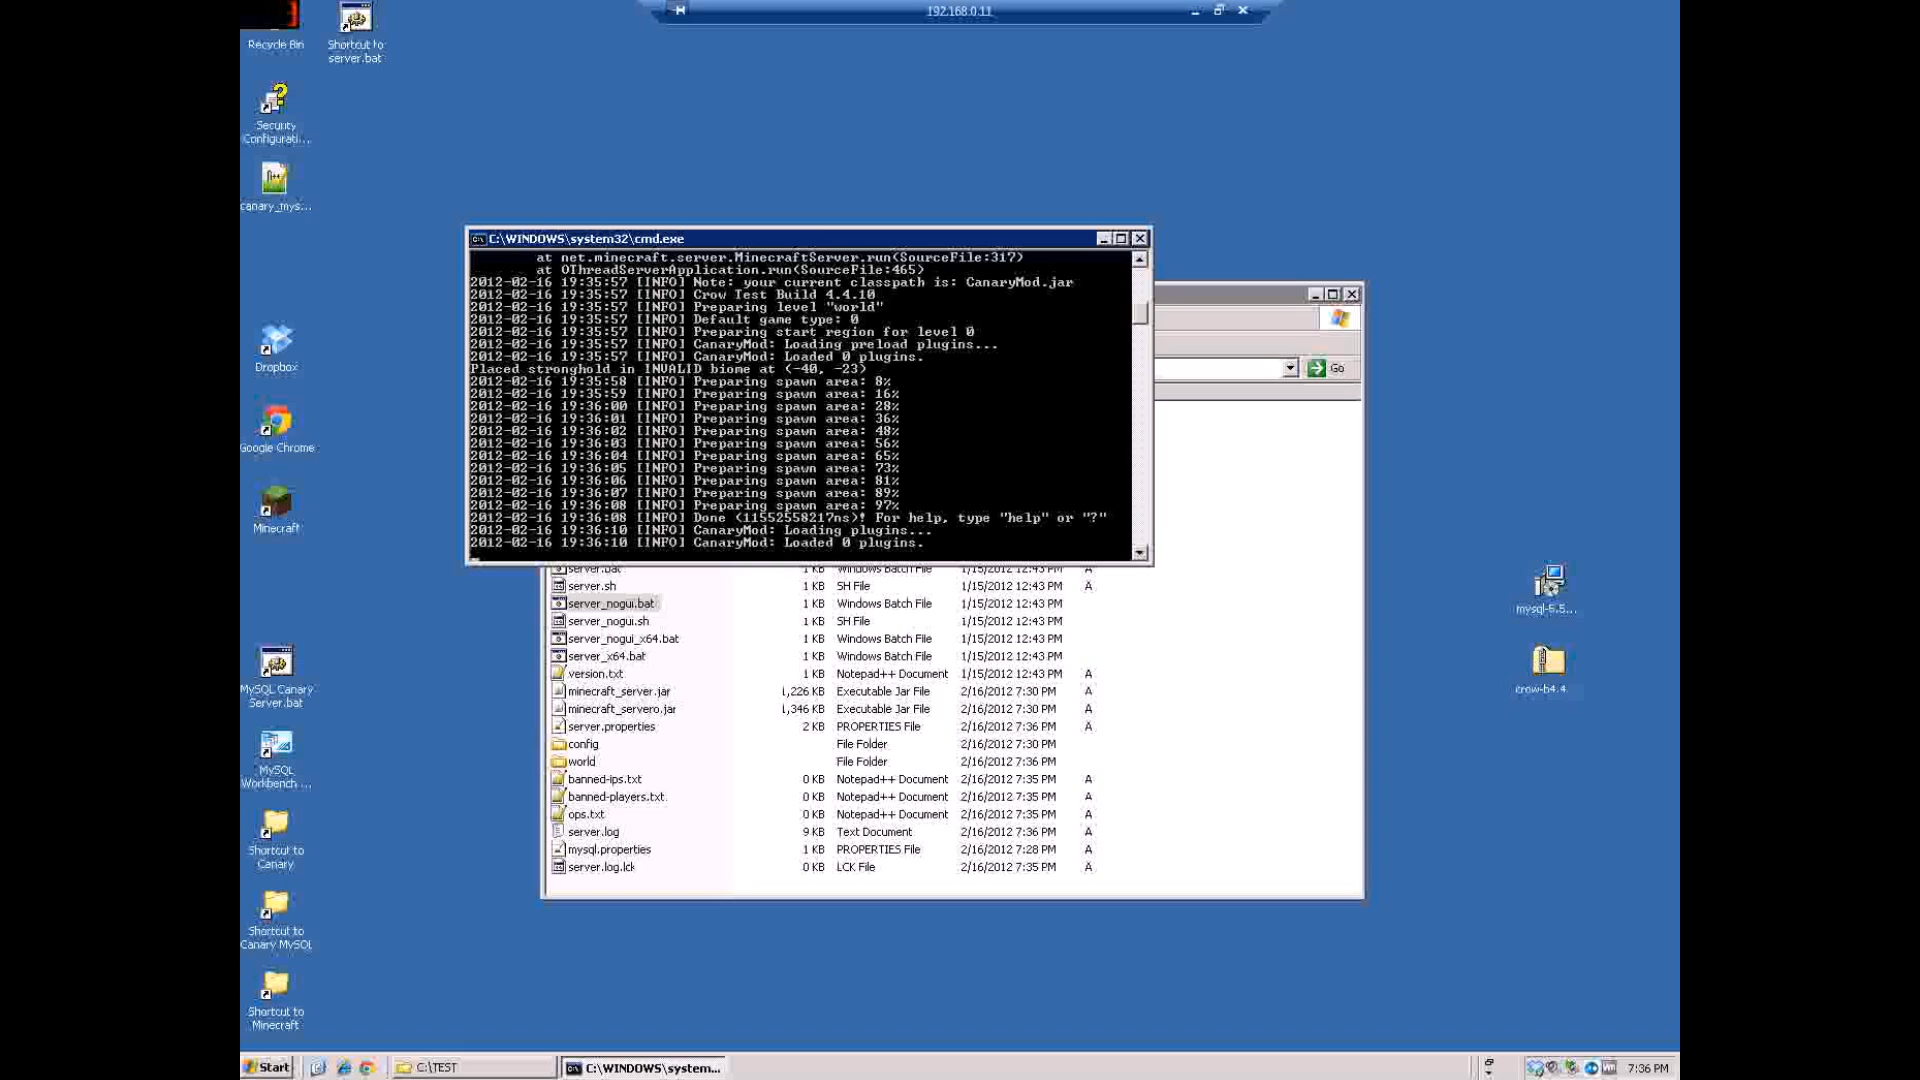 192.168.0.11
Recycle Bin
Shortcut to
server.bat
Security
Configurati...
canary_mys...
Dropbox
Google Chrome
Minecraft
MySQL Canary
Server.bat
MySQL
Workbench ...
Shortcut to
Canary
Shortcut to
Canary MySQL
Shortcut to
Minecraft
C:\WINDOWS\system32\cmd.exe
at net.minecraft.server.MinecraftServer.run(SourceFile:317)
at OThreadServerApplication.run(SourceFile:465)
2012-02-16 19:35:57 [INFO] Note: your current classpath is: CanaryMod.jar
2012-02-16 19:35:57 [INFO] Crow Test Build 4.4.10
2012-02-16 19:35:57 [INFO] Preparing level "world"
2012-02-16 19:35:57 [INFO] Default game type: 0
2012-02-16 19:35:57 [INFO] Preparing start region for level 0
2012-02-16 19:35:57 [INFO] CanaryMod: Loading preload plugins...
2012-02-16 19:35:57 [INFO] CanaryMod: Loaded 0 plugins.
Placed stronghold in INVALID biome at (-40, -23)
2012-02-16 19:35:58 [INFO] Preparing spawn area: 8%
2012-02-16 19:35:59 [INFO] Preparing spawn area: 16%
2012-02-16 19:36:00 [INFO] Preparing spawn area: 28%
2012-02-16 19:36:01 [INFO] Preparing spawn area: 36%
2012-02-16 19:36:02 [INFO] Preparing spawn area: 48%
2012-02-16 19:36:03 [INFO] Preparing spawn area: 56%
2012-02-16 19:36:04 [INFO] Preparing spawn area: 65%
2012-02-16 19:36:05 [INFO] Preparing spawn area: 73%
2012-02-16 19:36:06 [INFO] Preparing spawn area: 81%
2012-02-16 19:36:07 [INFO] Preparing spawn area: 89%
2012-02-16 19:36:08 [INFO] Preparing spawn area: 97%
2012-02-16 19:36:08 [INFO] Done (11552558217ns)! For help, type "help" or "?"
2012-02-16 19:36:10 [INFO] CanaryMod: Loading plugins...
2012-02-16 19:36:10 [INFO] CanaryMod: Loaded 0 plugins.
Go
server.bat 1 KB Windows Batch File 1/15/2012 12:43 PM A
server.sh 1 KB SH File 1/15/2012 12:43 PM A
server_nogui.bat 1 KB Windows Batch File 1/15/2012 12:43 PM
server_nogui.sh 1 KB SH File 1/15/2012 12:43 PM
server_nogui_x64.bat 1 KB Windows Batch File 1/15/2012 12:43 PM
server_x64.bat 1 KB Windows Batch File 1/15/2012 12:43 PM
version.txt 1 KB Notepad++ Document 1/15/2012 12:43 PM A
minecraft_server.jar 1,226 KB Executable Jar File 2/16/2012 7:30 PM A
minecraft_servero.jar 1,346 KB Executable Jar File 2/16/2012 7:30 PM A
server.properties 2 KB PROPERTIES File 2/16/2012 7:36 PM A
config File Folder 2/16/2012 7:30 PM
world File Folder 2/16/2012 7:36 PM
banned-ips.txt 0 KB Notepad++ Document 2/16/2012 7:35 PM A
banned-players.txt 0 KB Notepad++ Document 2/16/2012 7:35 PM A
ops.txt 0 KB Notepad++ Document 2/16/2012 7:35 PM A
server.log 9 KB Text Document 2/16/2012 7:36 PM A
mysql.properties 1 KB PROPERTIES File 2/16/2012 7:28 PM A
server.log.lck 0 KB LCK File 2/16/2012 7:35 PM A
mysql-5.5...
crow-b4.4.
Start
C:\TEST
C:\WINDOWS\system...
7:36 PM